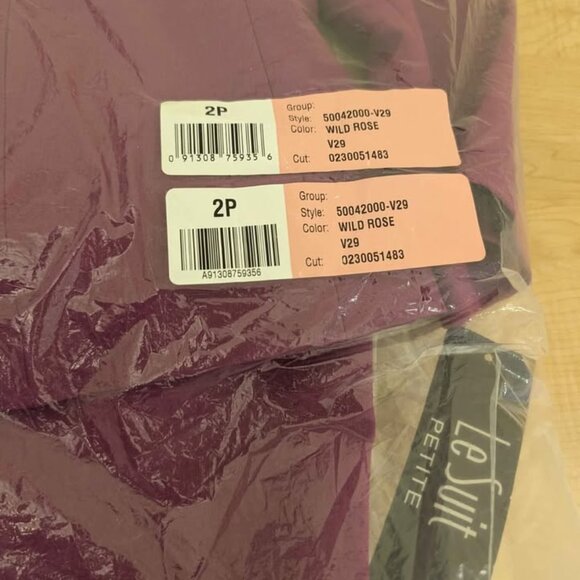 2P
0 91308 75935 6
Group:
Style: 50042000-V29
Color: WILD ROSE
V29
Cut: 0230051483
2P
A91308759356
Group:
Style: 50042000-V29
Color: WILD ROSE
V29
Cut: 0230051483
Le Suit
PETITE